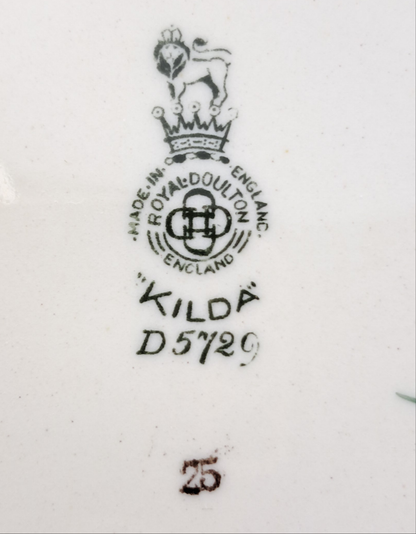 ·MADE·IN· ENGLAND·
ROYAL·DOULTON
ENGLAND
"KILDA"
D5729
25